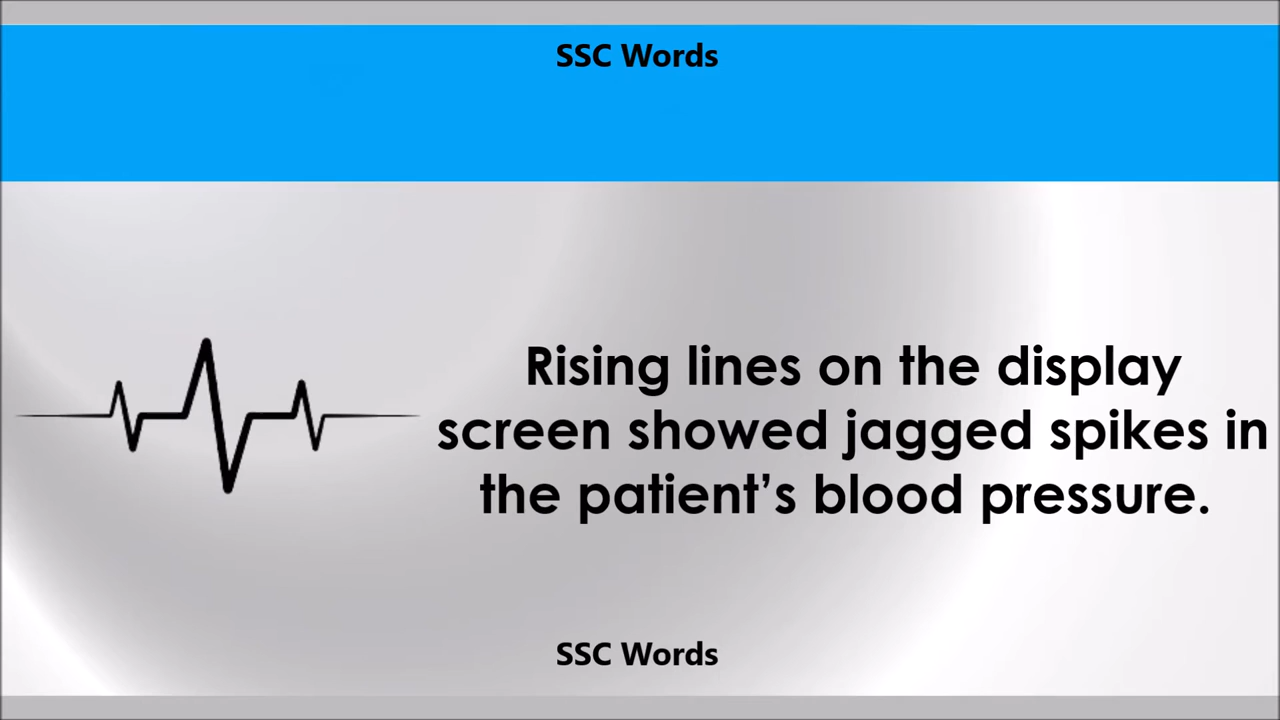 SSC Words
Rising lines on the display
screen showed jagged spikes in
the patient’s blood pressure.
SSC Words